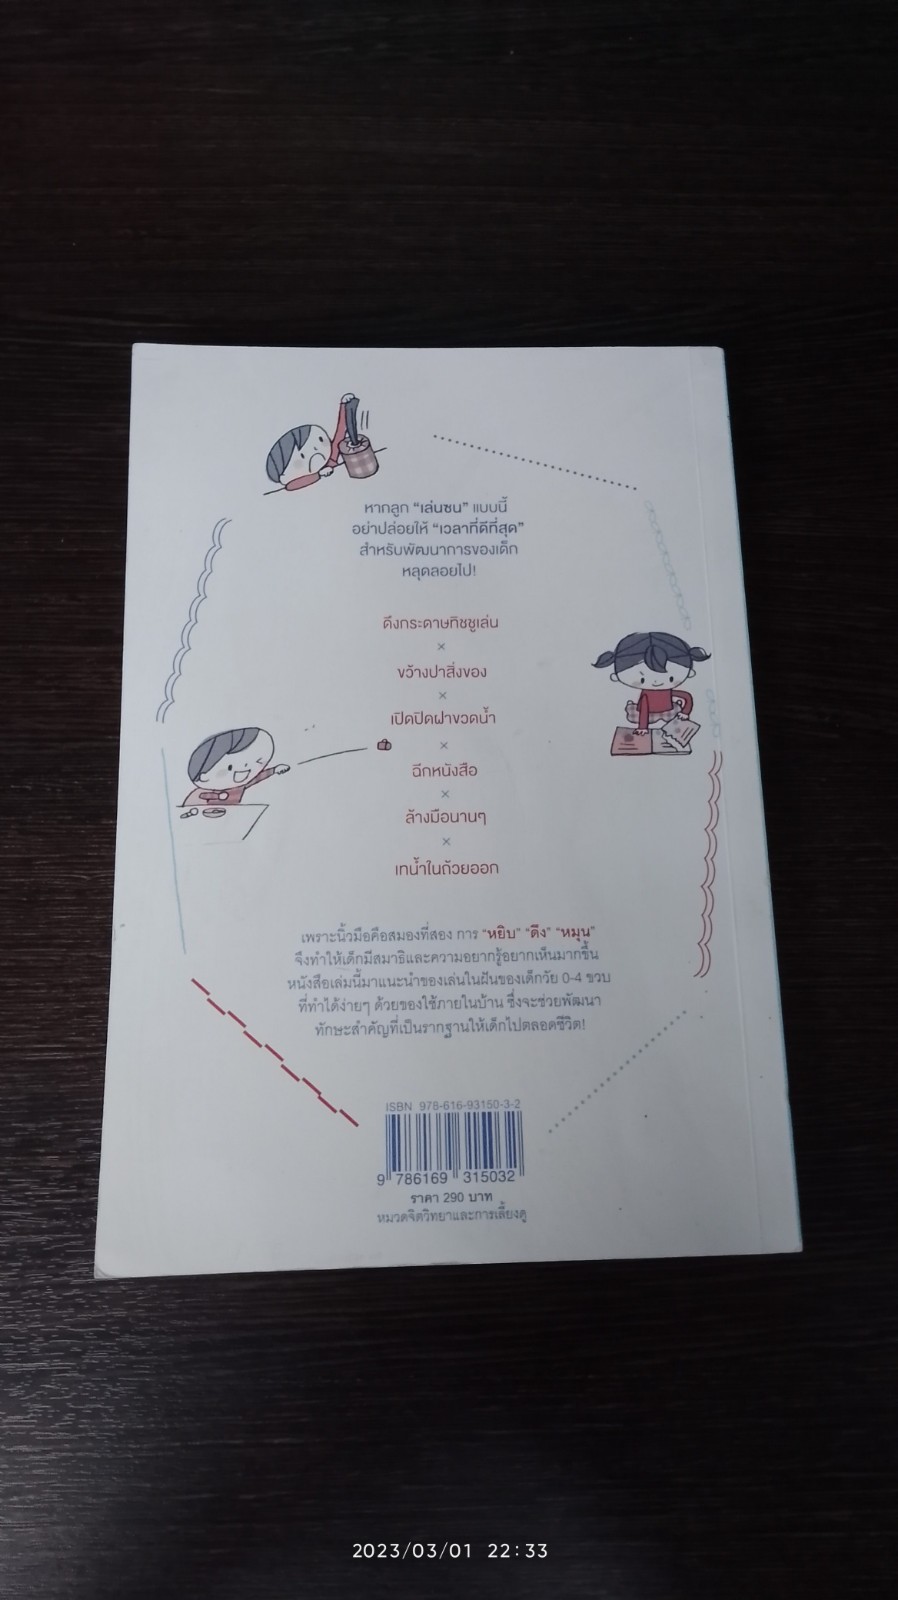 หากลูก “เล่นซน” แบบนี้
อย่าปล่อยให้ “เวลาที่ดีที่สุด”
สำหรับพัฒนาการของเด็ก
หลุดลอยไป!
ดึงกระดาษทิชชูเล่น
×
ขว้างปาสิ่งของ
×
เปิดปิดฝาขวดน้ำ
×
ฉีกหนังสือ
×
ล้างมือนานๆ
×
เทน้ำในถ้วยออก
เพราะนิ้วมือคือสมองที่สอง การ “หยิบ” “ดึง” “หมุน”
จึงทำให้เด็กมีสมาธิและความอยากรู้อยากเห็นมากขึ้น
หนังสือเล่มนี้มาแนะนำของเล่นในฝันของเด็กวัย 0-4 ขวบ
ที่ทำได้ง่ายๆ ด้วยของใช้ภายในบ้าน ซึ่งจะช่วยพัฒนา
ทักษะสำคัญที่เป็นรากฐานให้เด็กไปตลอดชีวิต!
ISBN 978-616-93150-3-2
9 786169 315032
ราคา 290 บาท
หมวดจิตวิทยาและการเลี้ยงดู
2023/03/01 22:33